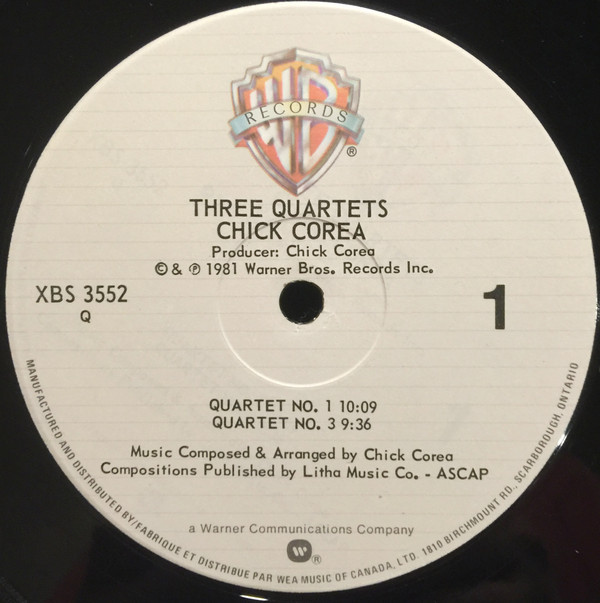 RECORDS
®
THREE QUARTETS
CHICK COREA
Producer: Chick Corea
© & ℗ 1981 Warner Bros. Records Inc.
XBS 3552
Q
1
QUARTET NO. 1 10:09
QUARTET NO. 3 9:36
Music Composed & Arranged by Chick Corea
Compositions Published by Litha Music Co. - ASCAP
a Warner Communications Company
®
MANUFACTURED AND DISTRIBUTED BY/FABRIQUE ET DISTRIBUE PAR WEA MUSIC OF CANADA, LTD. 1810 BIRCHMOUNT RD., SCARBOROUGH, ONTARIO